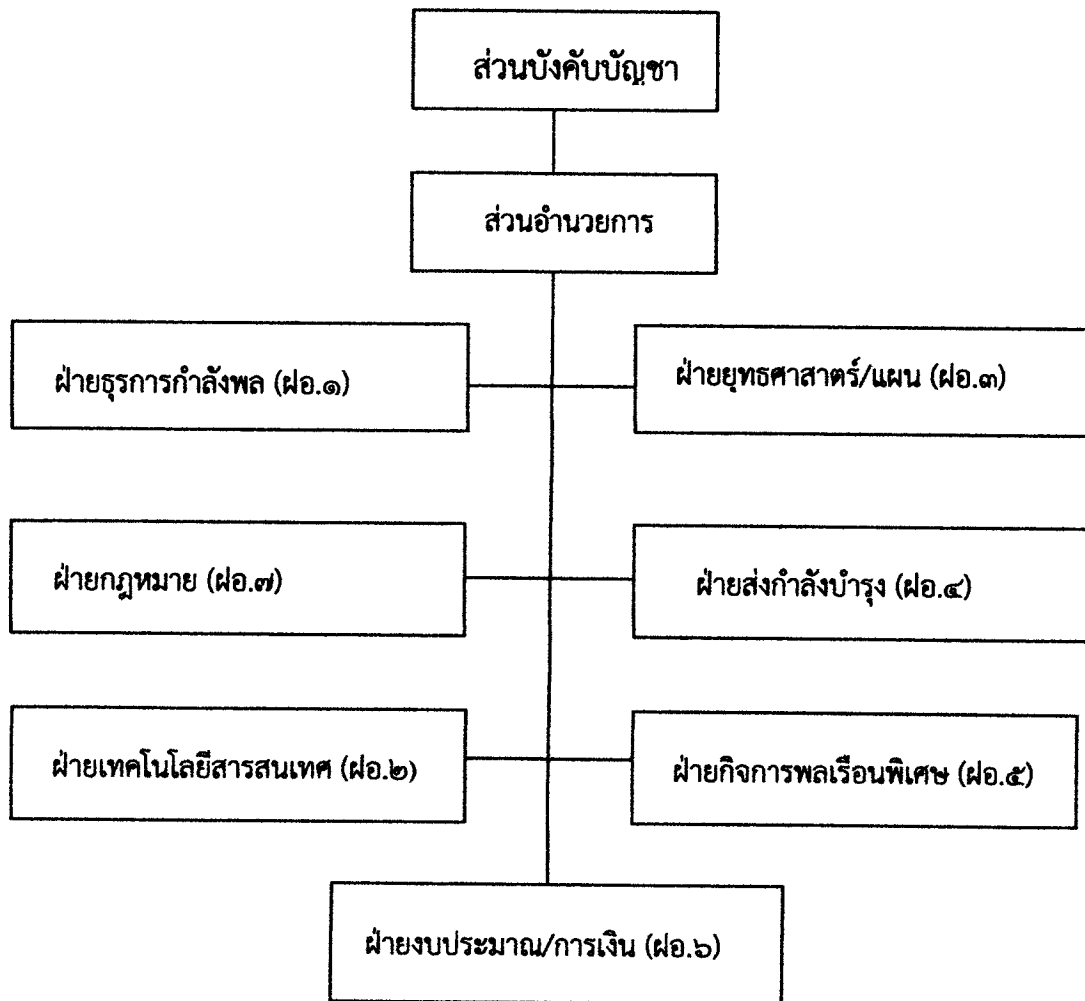 ส่วนบังคับบัญชา
ส่วนอำนวยการ
ฝ่ายธุรการกำลังพล (ฝอ.๑)
ฝ่ายยุทธศาสาตร์/แผน (ฝอ.๓)
ฝ่ายกฎหมาย (ฝอ.๗)
ฝ่ายส่งกำลังบำรุง (ฝอ.๔)
ฝ่ายเทคโนโลยีสารสนเทศ (ฝอ.๒)
ฝ่ายกิจการพลเรือนพิเศษ (ฝอ.๕)
ฝ่ายงบประมาณ/การเงิน (ฝอ.๖)